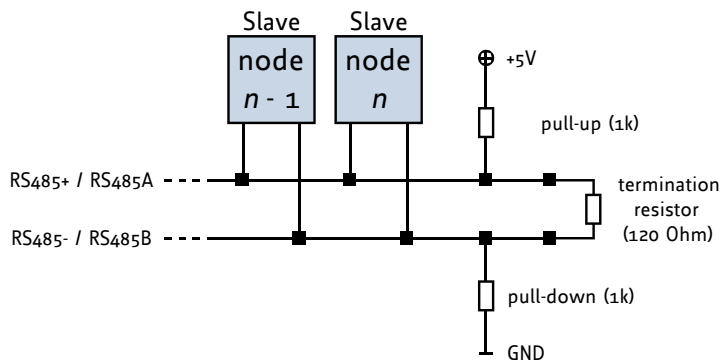 Slave
Slave
node
n - 1
node
n
+5V
pull-up (1k)
RS485+ / RS485A
termination
resistor
(120 Ohm)
RS485- / RS485B
pull-down (1k)
GND